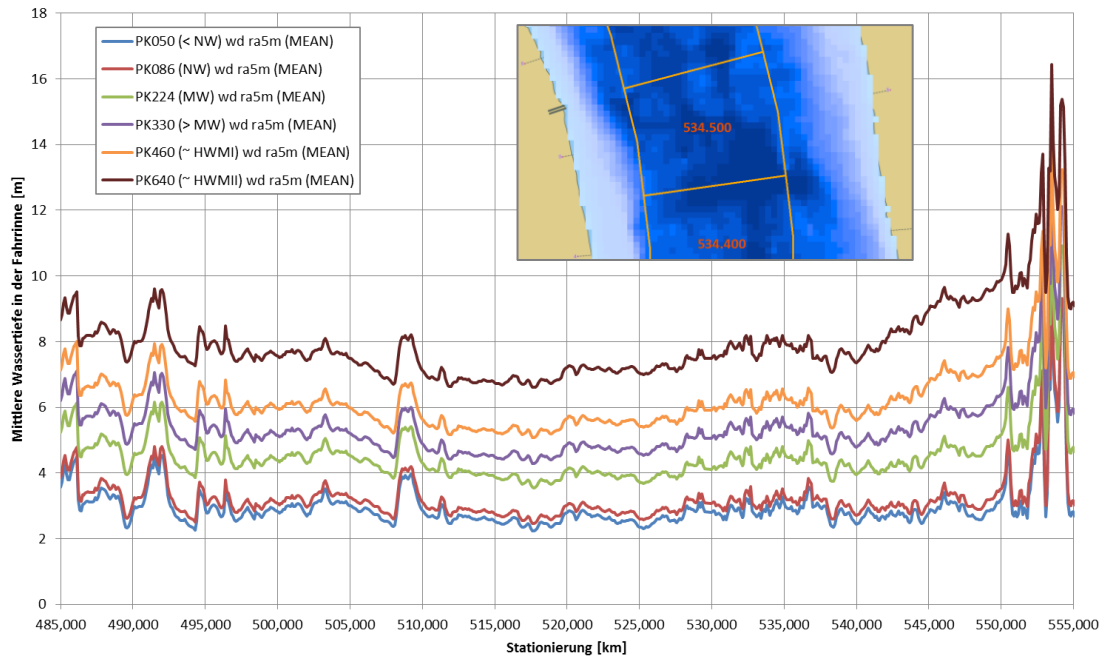 18
16
14
12
10
8
6
4
2
0
Mittlere Wassertiefe in der Fahrrinne [m]
PK050 (< NW) wd ra5m (MEAN)
PK086 (NW) wd ra5m (MEAN)
PK224 (MW) wd ra5m (MEAN)
PK330 (> MW) wd ra5m (MEAN)
PK460 (~ HWMI) wd ra5m (MEAN)
PK640 (~ HWMII) wd ra5m (MEAN)
534.500
534.400
485,000 490,000 495,000 500,000 505,000 510,000 515,000 520,000 525,000 530,000 535,000 540,000 545,000 550,000 555,000
Stationierung [km]